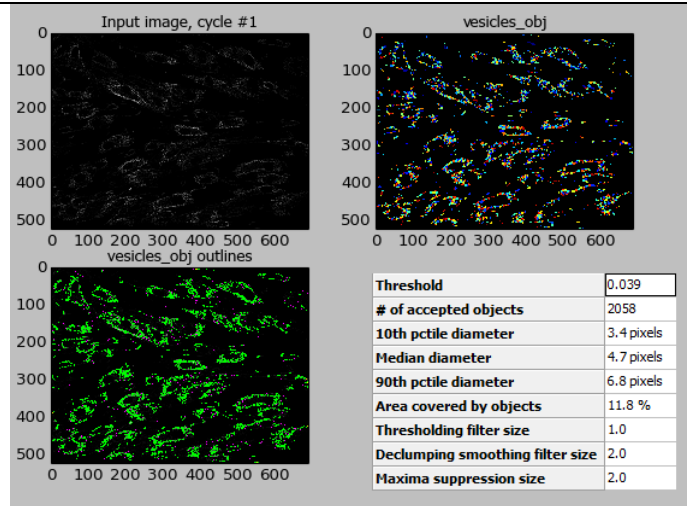 Input image, cycle #1
0
100
200
300
400
500
0 100 200 300 400 500 600
vesicles_obj
0
100
200
300
400
500
0 100 200 300 400 500 600
vesicles_obj outlines
0
100
200
300
400
500
0 100 200 300 400 500 600
Threshold 0.039
# of accepted objects 2058
10th pctile diameter 3.4 pixels
Median diameter 4.7 pixels
90th pctile diameter 6.8 pixels
Area covered by objects 11.8 %
Thresholding filter size 1.0
Declumping smoothing filter size 2.0
Maxima suppression size 2.0